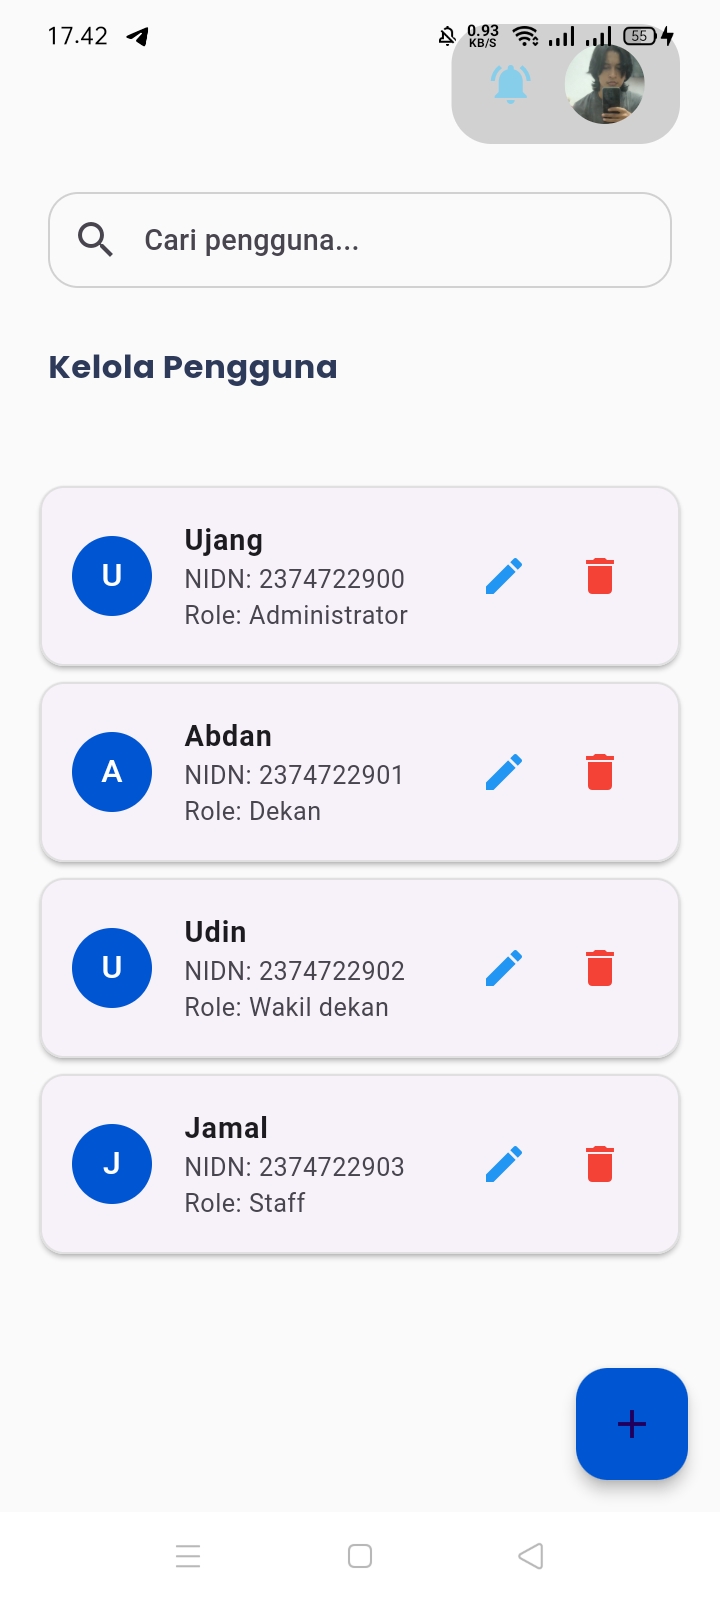 17.42
0.93
KB/S
55
Cari pengguna...
Kelola Pengguna
U
Ujang
NIDN: 2374722900
Role: Administrator
A
Abdan
NIDN: 2374722901
Role: Dekan
U
Udin
NIDN: 2374722902
Role: Wakil dekan
J
Jamal
NIDN: 2374722903
Role: Staff